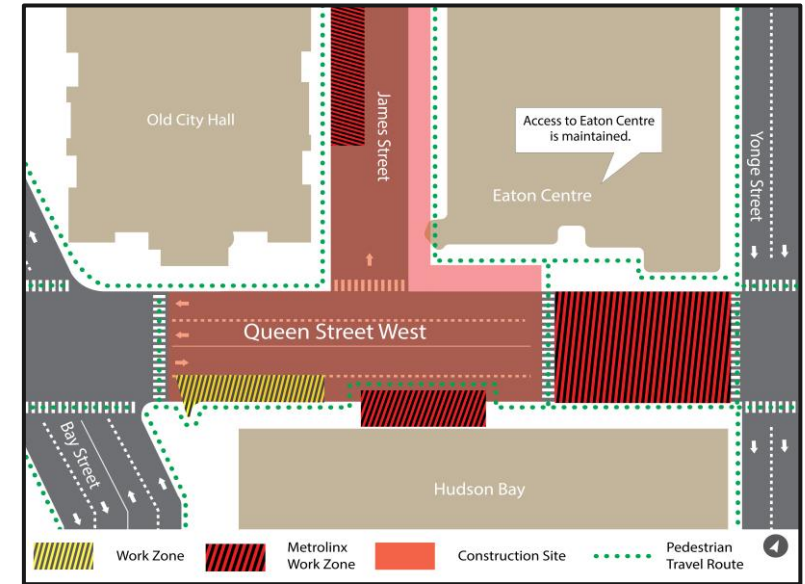 Old City Hall
James Street
Access to Eaton Centre
is maintained.
Eaton Centre
Yonge Street
Queen Street West
Bay Street
Hudson Bay
Work Zone
Metrolinx
Work Zone
Construction Site
Pedestrian
Travel Route